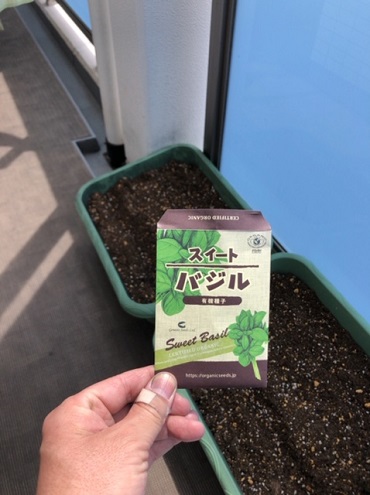 CERTIFIED ORGANIC
スイート
バジル
有機種子
Sweet Basil
https://organicseeds.jp